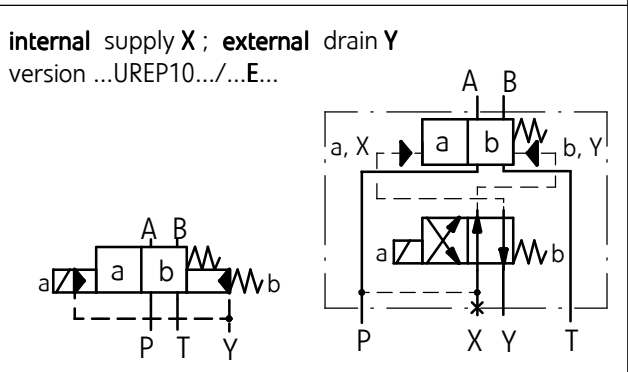 internal supply X ; external drain Y
version ...UREP10.../...E...
A B
a, X a b b, Y
A B
a a b b
a b
P T Y
P X Y T